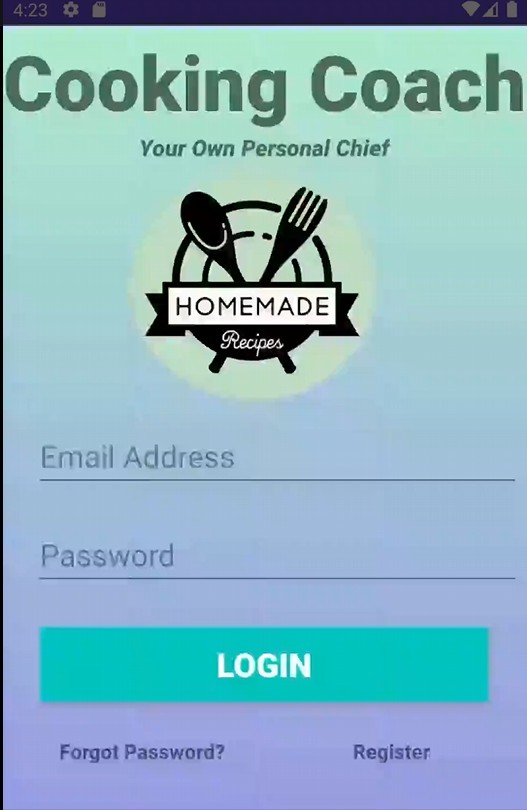 4:23
Cooking Coach
Your Own Personal Chief
HOMEMADE
Recipes
Email Address
Password
LOGIN
Forgot Password? Register